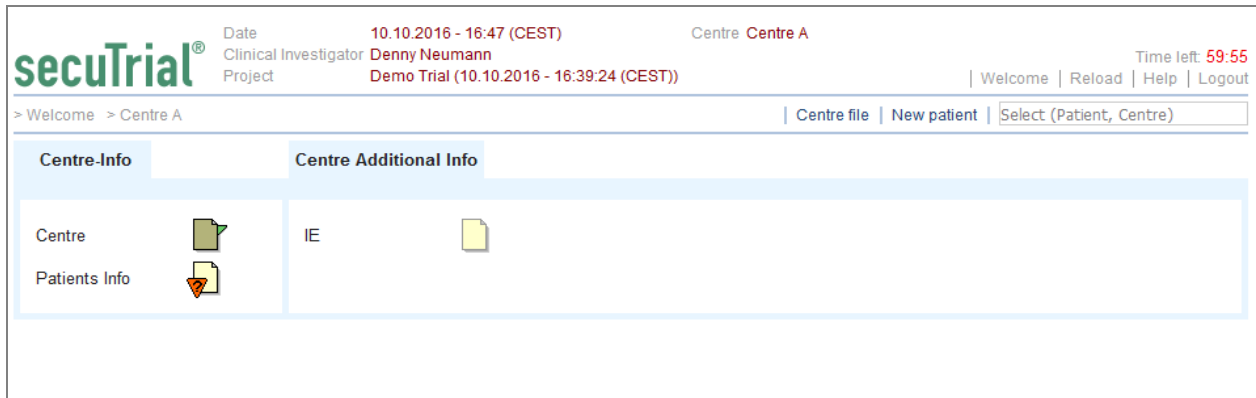 secuTrial®
Date 10.10.2016 - 16:47 (CEST) Centre Centre A
Clinical Investigator Denny Neumann
Project Demo Trial (10.10.2016 - 16:39:24 (CEST))
Time left: 59:55
| Welcome | Reload | Help | Logout
> Welcome > Centre A | Centre file | New patient | Select (Patient, Centre)
Centre-Info Centre Additional Info
Centre IE
Patients Info ?